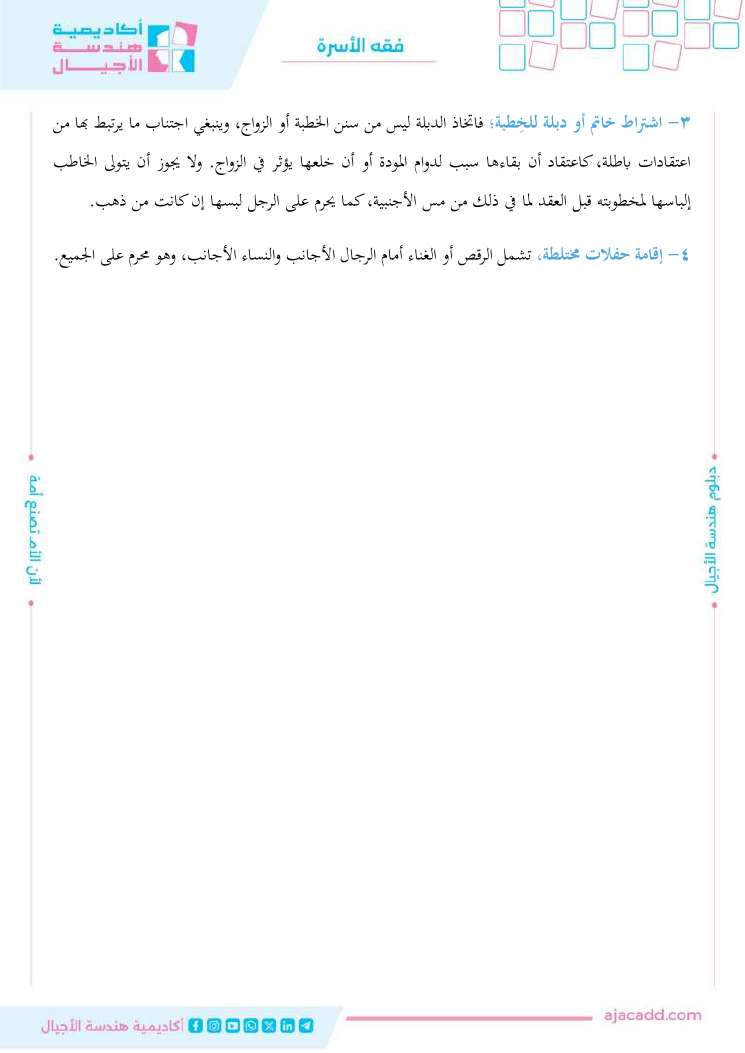 أكاديمية
هندسة
الأجيال
فقه الأسرة
٣- اشتراط خاتم أو دبلة للخِطبة؛ فاتخاذ الدبلة ليس من سنن الخطبة أو الزواج، وينبغي اجتناب ما يرتبط بها من
اعتقادات باطلة، كاعتقاد أن بقاءها سبب لدوام المودة أو أن خلعها يؤثر في الزواج. ولا يجوز أن يتولى الخاطب
إلباسها لمخطوبته قبل العقد لما في ذلك من مس الأجنبية، كما يحرم على الرجل لبسها إن كانت من ذهب.
٤- إقامة حفلات مختلطة، تشمل الرقص أو الغناء أمام الرجال الأجانب والنساء الأجانب، وهو محرم على الجميع.
دبلوم هندسة الأجيال
لأن الأم تصنع أمة
أكاديمية هندسة الأجيال
ajacadd.com